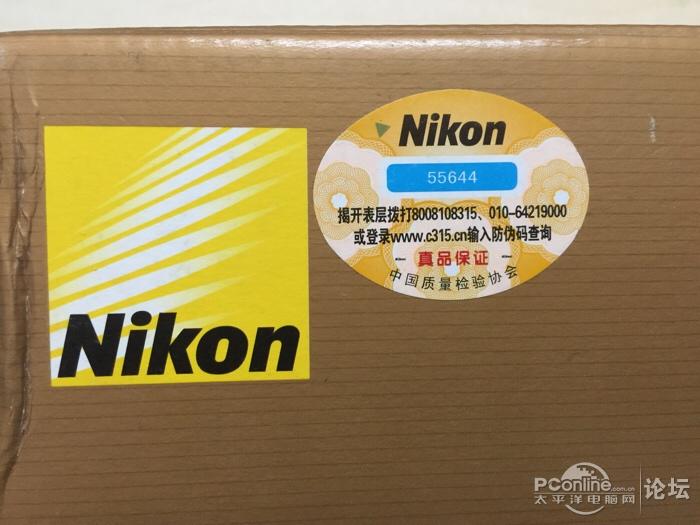 Nikon
Nikon
55644
揭开表层拨打8008108315、010-64219000
或登录www.c315.cn输入防伪码查询
真品保证
中国质量检验协会
PConline.com.cn
太平洋电脑网
论坛